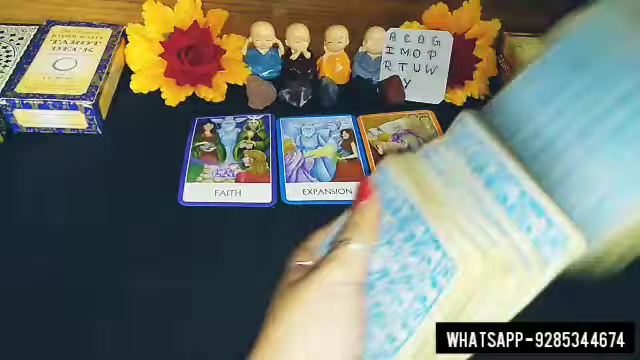 RIDER WAITE
TAROT
DECK
A C D G
I M O P
R T U W
Y
FAITH
EXPANSION
WHATSAPP-9285344674